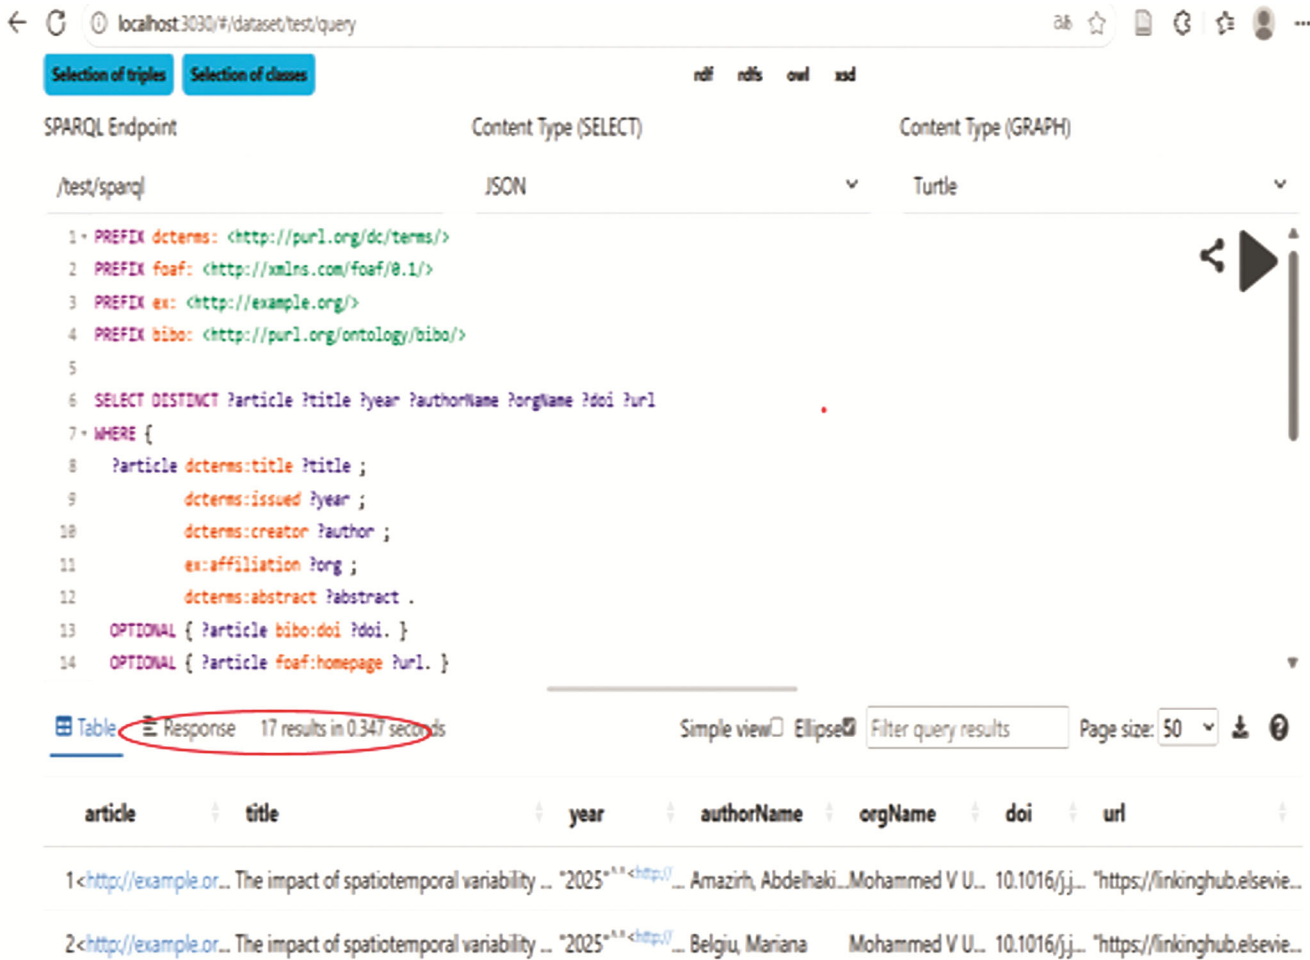 localhost:3030/#/dataset/test/query
Selection of triples Selection of classes rdf rdfs owl xsd
SPARQL Endpoint Content Type (SELECT) Content Type (GRAPH)
/test/sparql JSON Turtle
1 PREFIX dcterms: <http://purl.org/dc/terms/>
2 PREFIX foaf: <http://xmlns.com/foaf/0.1/>
3 PREFIX ex: <http://example.org/>
4 PREFIX bibo: <http://purl.org/ontology/bibo/>
5
6 SELECT DISTINCT ?article ?title ?year ?authorName ?orgName ?doi ?url
7 WHERE {
8 ?article dcterms:title ?title ;
9 dcterms:issued ?year ;
10 dcterms:creator ?author ;
11 ex:affiliation ?org ;
12 dcterms:abstract ?abstract .
13 OPTIONAL { ?article bibo:doi ?doi. }
14 OPTIONAL { ?article foaf:homepage ?url. }
Table Response 17 results in 0.347 seconds Simple view Ellipse Filter query results Page size: 50
article title year authorName orgName doi url
1 <http://example.or... The impact of spatiotemporal variability ... "2025"^^<http:// ... Amazirh, Abdelhaki... Mohammed V U... 10.1016/j.j... "https://linkinghub.elsevie...
2 <http://example.or... The impact of spatiotemporal variability ... "2025"^^<http:// ... Belgiu, Mariana Mohammed V U... 10.1016/j.j... "https://linkinghub.elsevie...